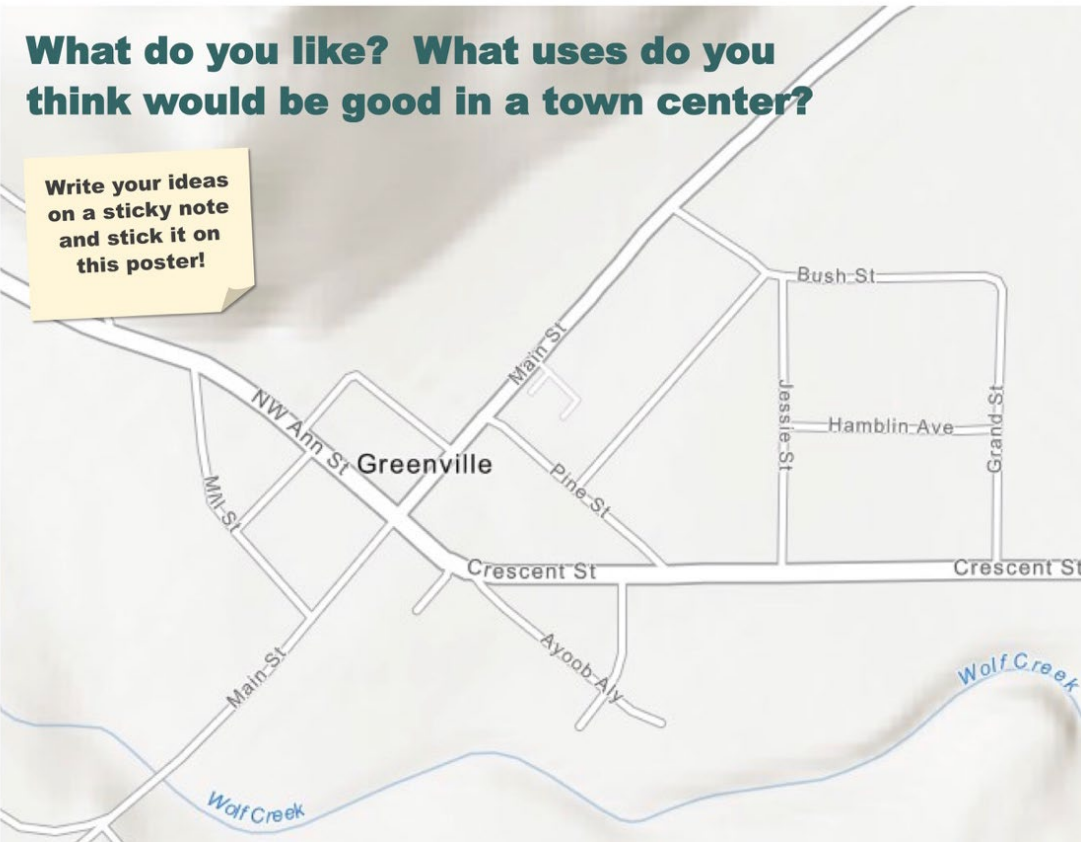 What do you like?  What uses do you
think would be good in a town center?
Write your ideas
on a sticky note
and stick it on
this poster!
Bush St
Main St
Jessie St
Grand St
Hamblin Ave
NW Ann St
Greenville
Pine St
Mill St
Crescent St
Crescent St
Ayoob Aly
Main St
Wolf Creek
Wolf Creek